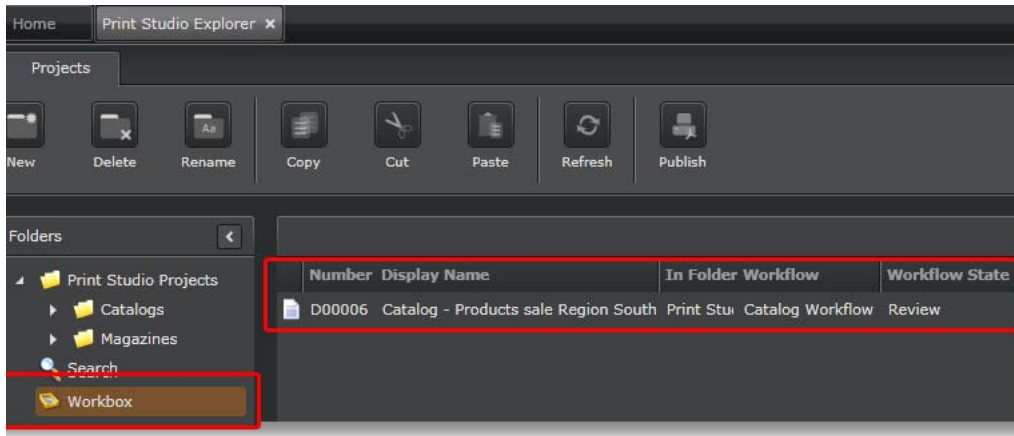 Home Print Studio Explorer ×
Projects
New Delete Rename Copy Cut Paste Refresh Publish
Folders
Number Display Name In Folder Workflow Workflow State
D00006 Catalog - Products sale Region South Print Stu Catalog Workflow Review
Print Studio Projects
Catalogs
Magazines
Search
Workbox